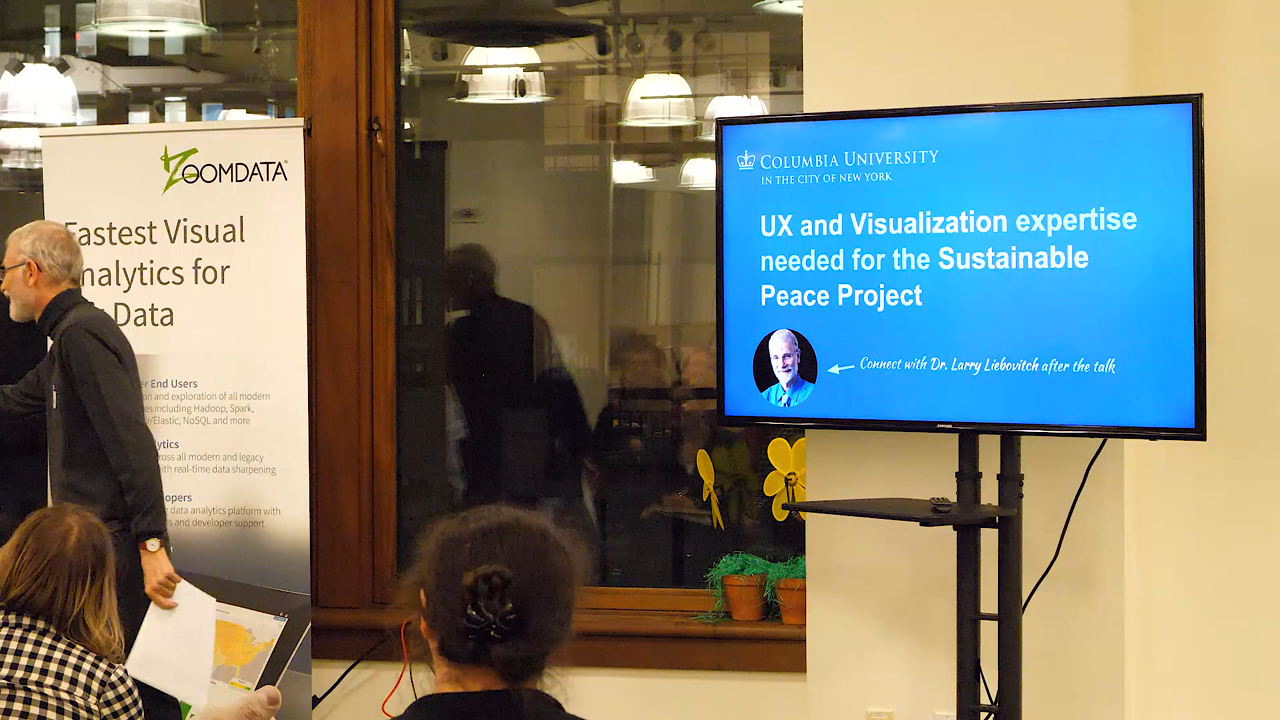 ZOOMDATA
Fastest Visual
Analytics for
Data
er End Users
on and exploration of all modern
es including Hadoop, Spark,
/Elastic, NoSQL and more
lytics
ross all modern and legacy
with real-time data sharpening
lopers
data analytics platform with
s and developer support
COLUMBIA UNIVERSITY
IN THE CITY OF NEW YORK
UX and Visualization expertise
needed for the Sustainable
Peace Project
Connect with Dr. Larry Liebovitch after the talk
SAMSUNG